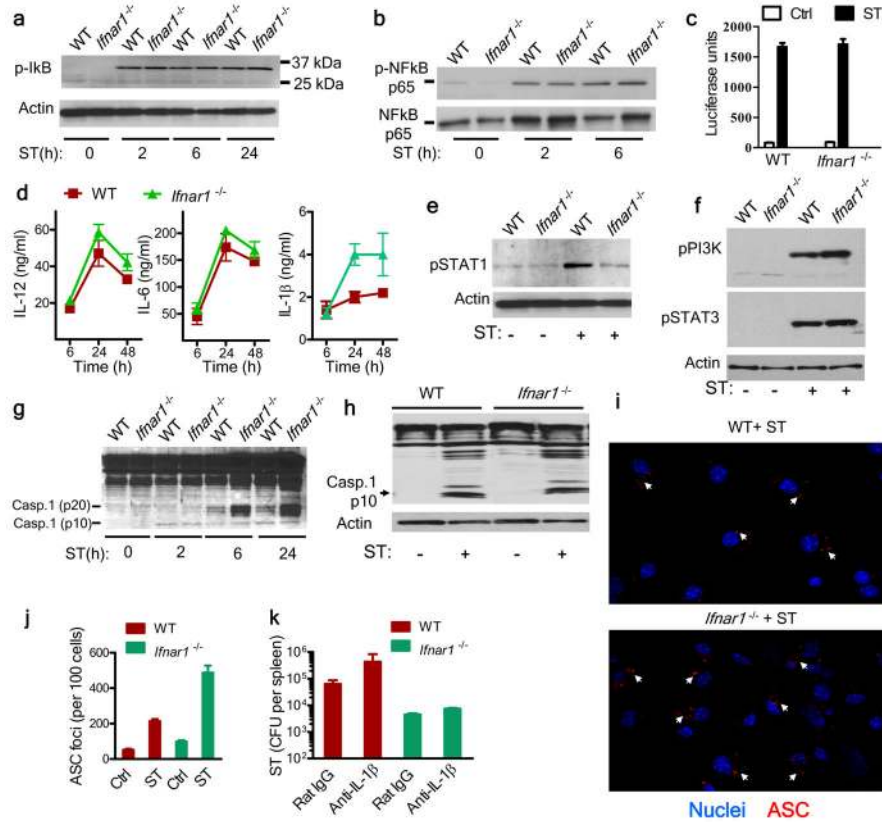 a
WT
Ifnar1-/-
WT
Ifnar1-/-
WT
Ifnar1-/-
WT
Ifnar1-/-
p-IkB
37 kDa
25 kDa
Actin
ST(h): 0 2 6 24
b
WT
Ifnar1-/-
WT
Ifnar1-/-
WT
Ifnar1-/-
p-NFkB
p65
NFkB
p65
ST (h): 0 2 6
c
Ctrl ST
Luciferase units
2000
1500
1000
500
0
WT Ifnar1 -/-
d
WT Ifnar1 -/-
IL-12 (ng/ml)
60
40
20
6 24 48
Time (h)
IL-6 (ng/ml)
200
150
100
50
6 24 48
Time (h)
IL-1β (ng/ml)
6
4
2
0
6 24 48
Time (h)
e
WT
Ifnar1-/-
WT
Ifnar1-/-
pSTAT1
Actin
ST: - - + +
f
WT
Ifnar1-/-
WT
Ifnar1-/-
pPI3K
pSTAT3
Actin
ST: - - + +
g
WT
Ifnar1-/-
WT
Ifnar1-/-
WT
Ifnar1-/-
WT
Ifnar1-/-
Casp.1 (p20)
Casp.1 (p10)
ST(h): 0 2 6 24
h
WT Ifnar1-/-
Casp.1
p10
Actin
ST: - + - +
i
WT+ ST
Ifnar1-/- + ST
Nuclei ASC
j
WT
Ifnar1 -/-
ASC foci (per 100 cells)
600
400
200
0
Ctrl ST Ctrl ST
k
WT
Ifnar1 -/-
ST (CFU per spleen)
10^6
10^5
10^4
10^3
10^2
Rat IgG Anti-IL-1β Rat IgG Anti-IL-1β